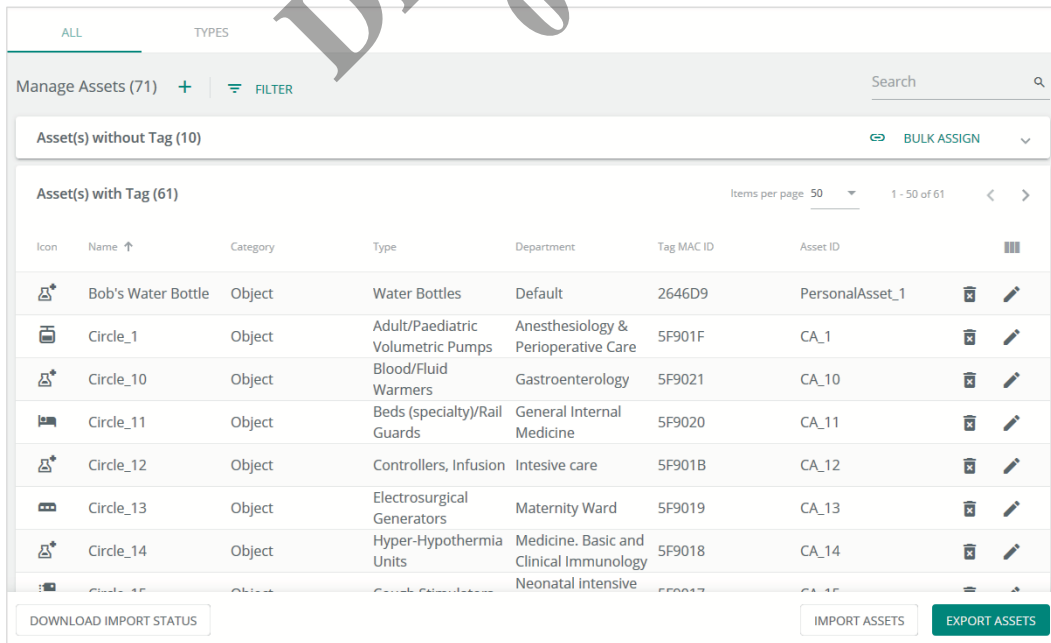 ALL TYPES
Manage Assets (71) + FILTER Search
Asset(s) without Tag (10) BULK ASSIGN
Asset(s) with Tag (61) Items per page 50 1 - 50 of 61
Icon Name Category Type Department Tag MAC ID Asset ID
Bob's Water Bottle Object Water Bottles Default 2646D9 PersonalAsset_1
Circle_1 Object Adult/Paediatric Volumetric Pumps Anesthesiology & Perioperative Care 5F901F CA_1
Circle_10 Object Blood/Fluid Warmers Gastroenterology 5F9021 CA_10
Circle_11 Object Beds (specialty)/Rail Guards General Internal Medicine 5F9020 CA_11
Circle_12 Object Controllers, Infusion Intesive care 5F901B CA_12
Circle_13 Object Electrosurgical Generators Maternity Ward 5F9019 CA_13
Circle_14 Object Hyper-Hypothermia Units Medicine. Basic and Clinical Immunology 5F9018 CA_14
Neonatal intensive
DOWNLOAD IMPORT STATUS IMPORT ASSETS EXPORT ASSETS